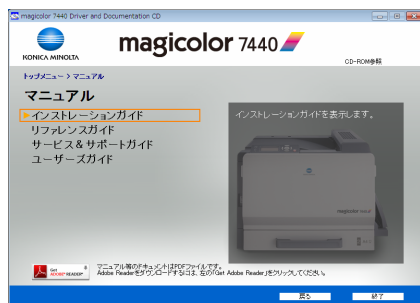 magicolor 7440 Driver and Documentation CD
KONICA MINOLTA
magicolor 7440
CD-ROM参照
トップメニュー > マニュアル
マニュアル
インストレーションガイド
リファレンスガイド
サービス＆サポートガイド
ユーザーズガイド
インストレーションガイドを表示します。
Get ADOBE® READER®
マニュアル等のドキュメントはPDFファイルです。
Adobe Readerをダウンロードするには、左の「Get Adobe Reader」をクリックしてください。
戻る
終了